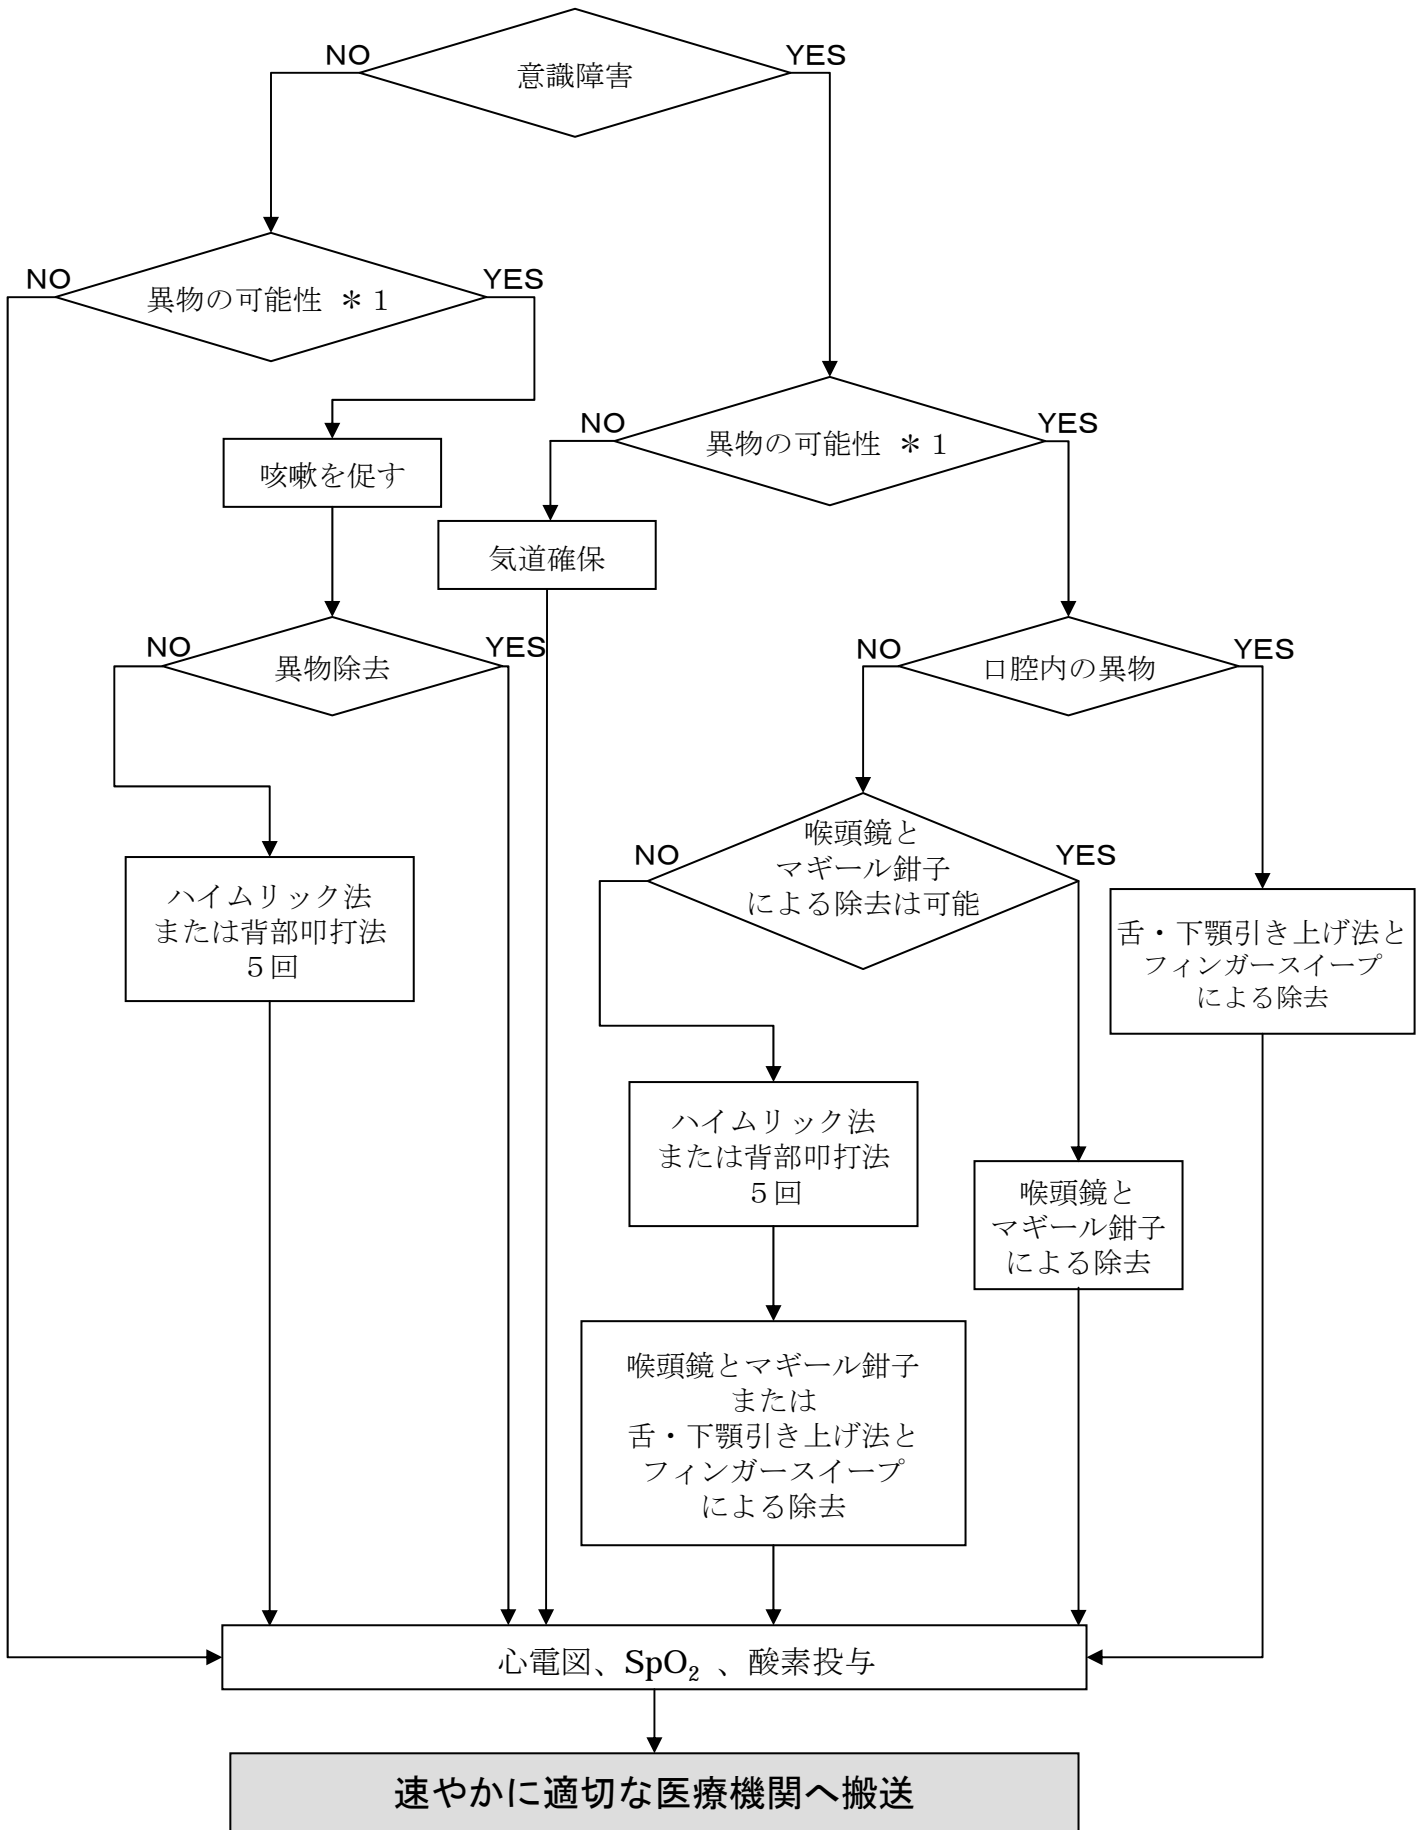 NO
YES
意識障害
NO
YES
異物の可能性 ＊１
NO
YES
異物の可能性 ＊１
咳嗽を促す
気道確保
NO
YES
異物除去
NO
YES
口腔内の異物
NO
YES
喉頭鏡と
マギール鉗子
による除去は可能
ハイムリック法
または背部叩打法
５回
舌・下顎引き上げ法と
フィンガースイープ
による除去
ハイムリック法
または背部叩打法
５回
喉頭鏡と
マギール鉗子
による除去
喉頭鏡とマギール鉗子
または
舌・下顎引き上げ法と
フィンガースイープ
による除去
心電図、SpO₂ 、酸素投与
速やかに適切な医療機関へ搬送